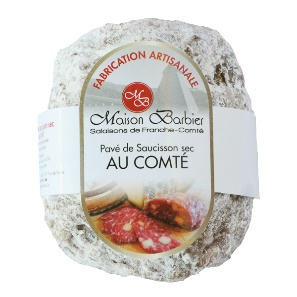 FABRICATION ARTISANALE
MB
Maison Barbier
Salaisons de Franche-Comté
Pavé de Saucisson sec
AU COMTÉ